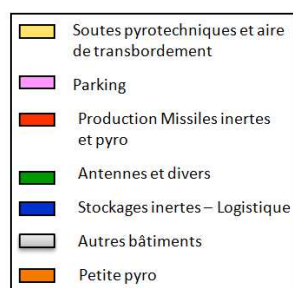 Soutes pyrotechniques et aire
de transbordement
Parking
Production Missiles inertes
et pyro
Antennes et divers
Stockages inertes – Logistique
Autres bâtiments
Petite pyro